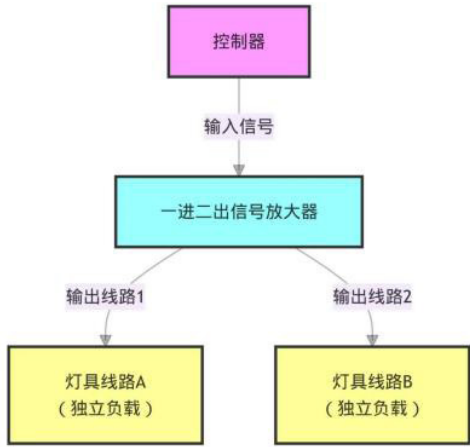 控制器
输入信号
一进二出信号放大器
输出线路1
输出线路2
灯具线路A
（独立负载）
灯具线路B
（独立负载）